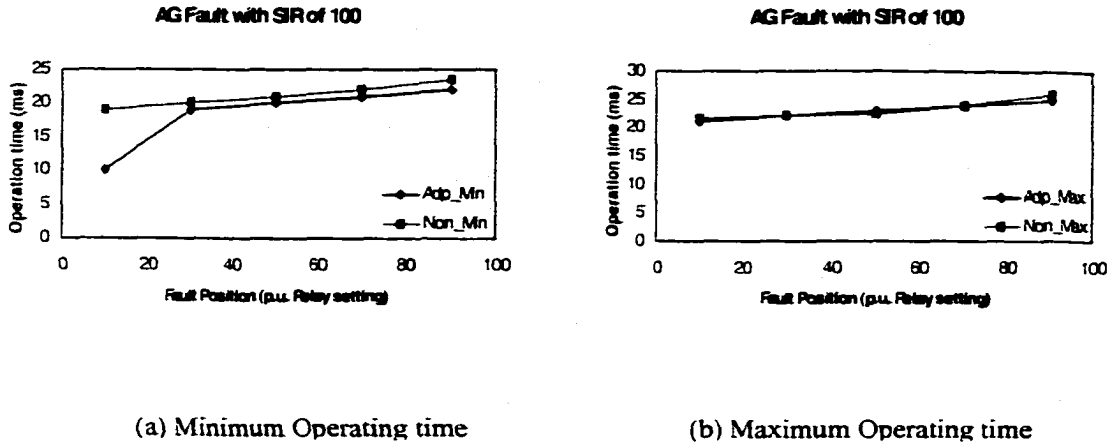 AG Fault with SIR of 100
Operation time (ms)
25
20
15
10
5
0
Adp_Min
Non_Min
0 20 40 60 80 100
Fault Position (p.u. Relay setting)
(a) Minimum Operating time
AG Fault with SIR of 100
Operation time (ms)
30
25
20
15
10
5
0
Adp_Max
Non_Max
0 20 40 60 80 100
Fault Position (p.u. Relay setting)
(b) Maximum Operating time